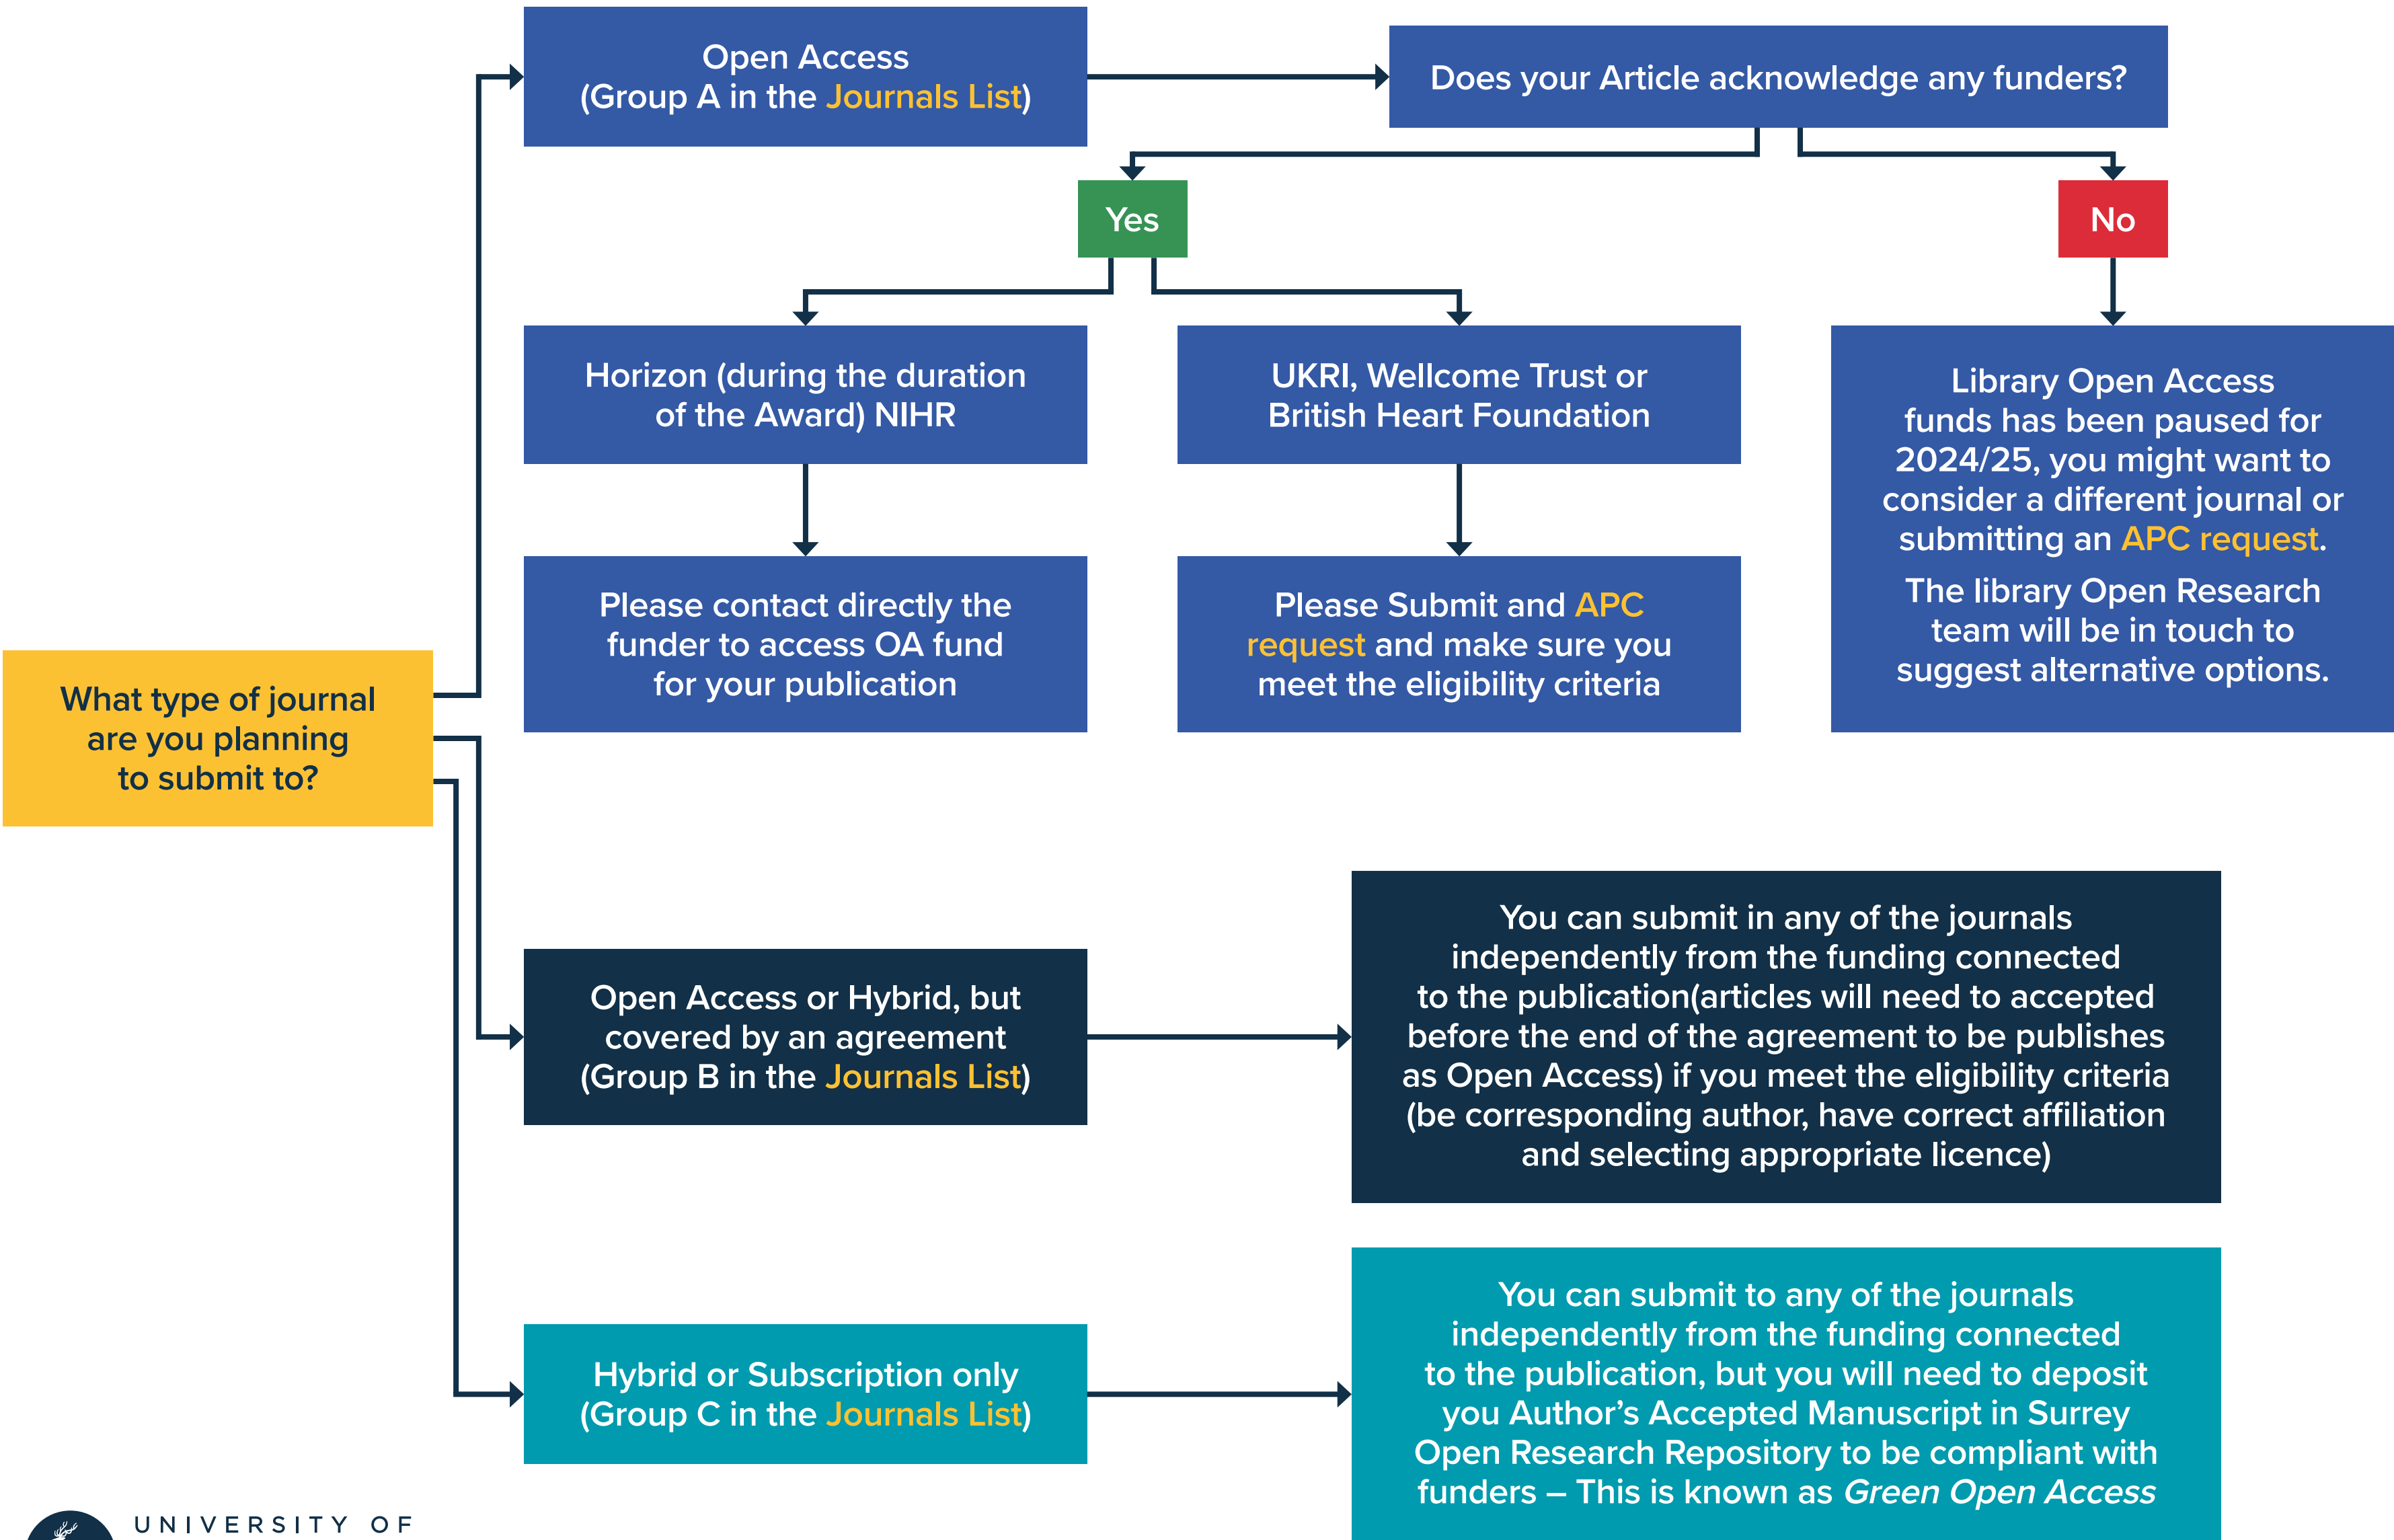 Open Access
(Group A in the Journals List)
Does your Article acknowledge any funders?
Yes
No
Horizon (during the duration
of the Award) NIHR
UKRI, Wellcome Trust or
British Heart Foundation
Library Open Access
funds has been paused for
2024/25, you might want to
consider a different journal or
submitting an APC request.
The library Open Research
team will be in touch to
suggest alternative options.
Please contact directly the
funder to access OA fund
for your publication
Please Submit and APC
request and make sure you
meet the eligibility criteria
What type of journal
are you planning
to submit to?
Open Access or Hybrid, but
covered by an agreement
(Group B in the Journals List)
You can submit in any of the journals
independently from the funding connected
to the publication(articles will need to accepted
before the end of the agreement to be publishes
as Open Access) if you meet the eligibility criteria
(be corresponding author, have correct affiliation
and selecting appropriate licence)
Hybrid or Subscription only
(Group C in the Journals List)
You can submit to any of the journals
independently from the funding connected
to the publication, but you will need to deposit
you Author’s Accepted Manuscript in Surrey
Open Research Repository to be compliant with
funders – This is known as Green Open Access
UNIVERSITY OF